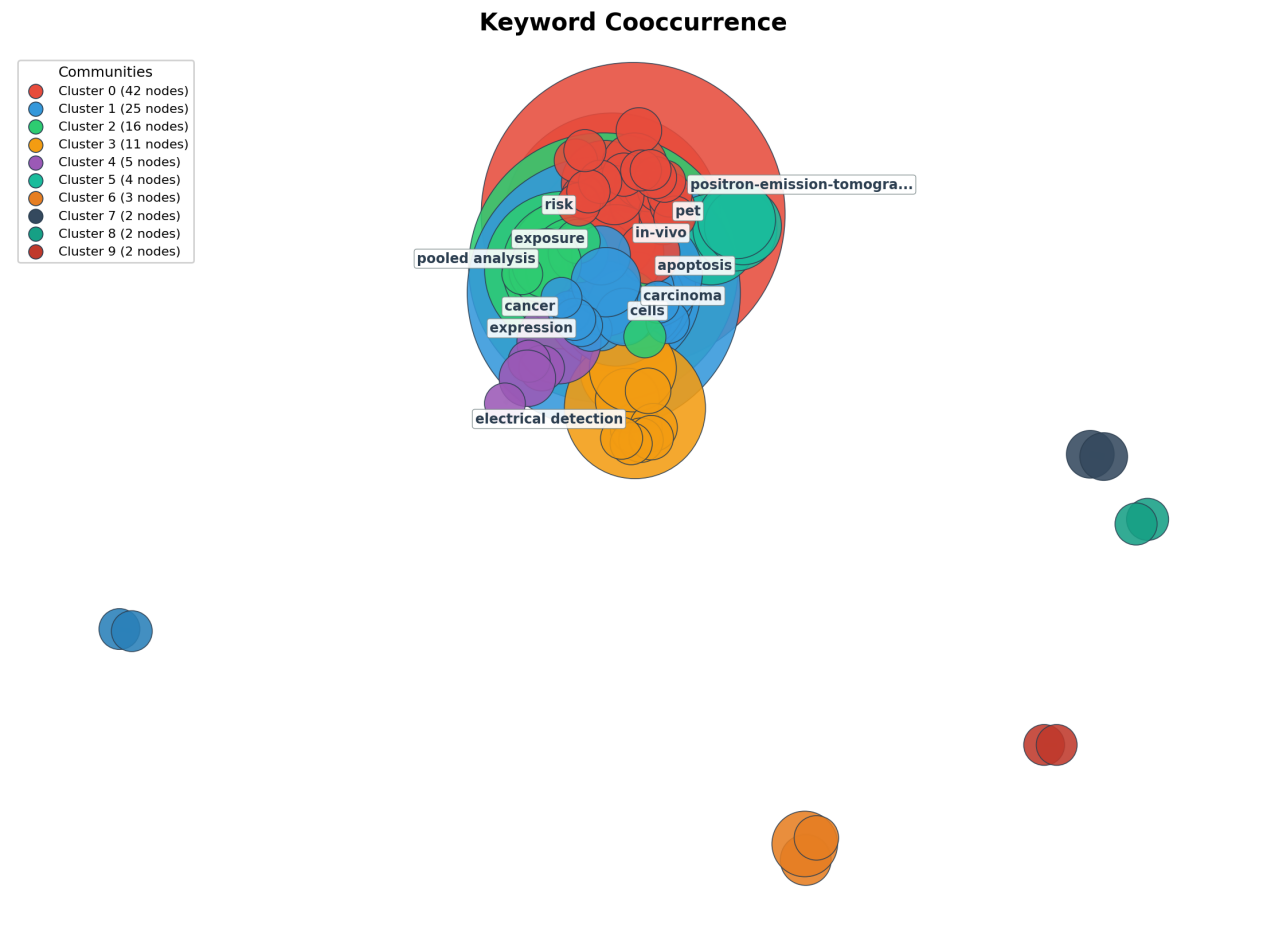 Keyword Cooccurrence
Communities
Cluster 0 (42 nodes)
Cluster 1 (25 nodes)
Cluster 2 (16 nodes)
Cluster 3 (11 nodes)
Cluster 4 (5 nodes)
Cluster 5 (4 nodes)
Cluster 6 (3 nodes)
Cluster 7 (2 nodes)
Cluster 8 (2 nodes)
Cluster 9 (2 nodes)
positron-emission-tomogra...
risk
pet
in-vivo
exposure
pooled analysis
apoptosis
carcinoma
cancer
cells
expression
electrical detection